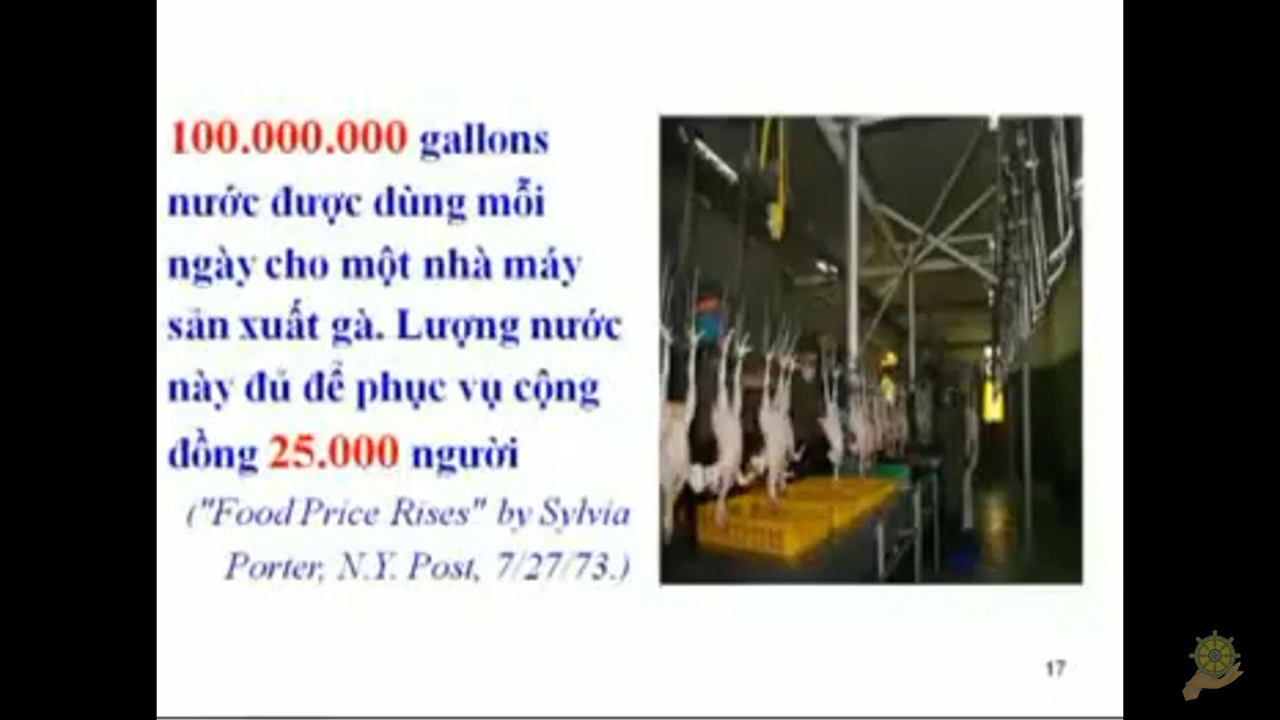 100.000.000 gallons
nước được dùng mỗi
ngày cho một nhà máy
sản xuất gà. Lượng nước
này đủ để phục vụ cộng
đồng 25.000 người
("Food Price Rises" by Sylvia
Porter, N.Y. Post, 7/27/73.)
17